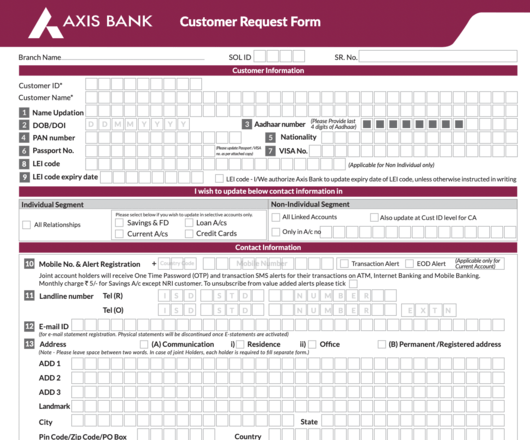 AXIS BANK
Customer Request Form
Branch Name
SOL ID
SR. No.
Customer Information
Customer ID*
Customer Name*
1 Name Updation
2 DOB/DOI D D M M Y Y Y Y
3 Aadhaar number (Please Provide last 4 digits of Aadhaar)
4 PAN number
5 Nationality
6 Passport No. (Please update Passport / VISA no. as per attached copy)
7 VISA No.
8 LEI code (Applicable for Non Individual only)
9 LEI code expiry date
LEI code - I/We authorize Axis Bank to update expiry date of LEI code, unless otherwise instructed in writing
I wish to update below contact information in
Individual Segment
Non-Individual Segment
All Relationships
Please select below if you wish to update in selective accounts only.
Savings & FD
Loan A/cs
Current A/cs
Credit Cards
All Linked Accounts
Also update at Cust ID level for CA
Only in A/c no
Contact Information
10 Mobile No. & Alert Registration + Country Code Mobile Number
Transaction Alert
EOD Alert (Applicable only for Current Account)
Joint account holders will receive One Time Password (OTP) and transaction SMS alerts for their transactions on ATM, Internet Banking and Mobile Banking.
Monthly charge ₹ 5/- for Savings A/c except NRI customer. To unsubscribe from value added alerts please tick
11 Landline number Tel (R) I S D S T D N U M B E R
Tel (O) I S D S T D N U M B E R E X T N
12 E-mail ID
(for e-mail statement registration. Physical statements will be discontinued once E-statements are activated)
13 Address (A) Communication i) Residence ii) Office (B) Permanent /Registered address
(Note - Please leave space between two words. In case of joint Holders, each holder is required to fill separate form.)
ADD 1
ADD 2
ADD 3
Landmark
City
State
Pin Code/Zip Code/PO Box
Country